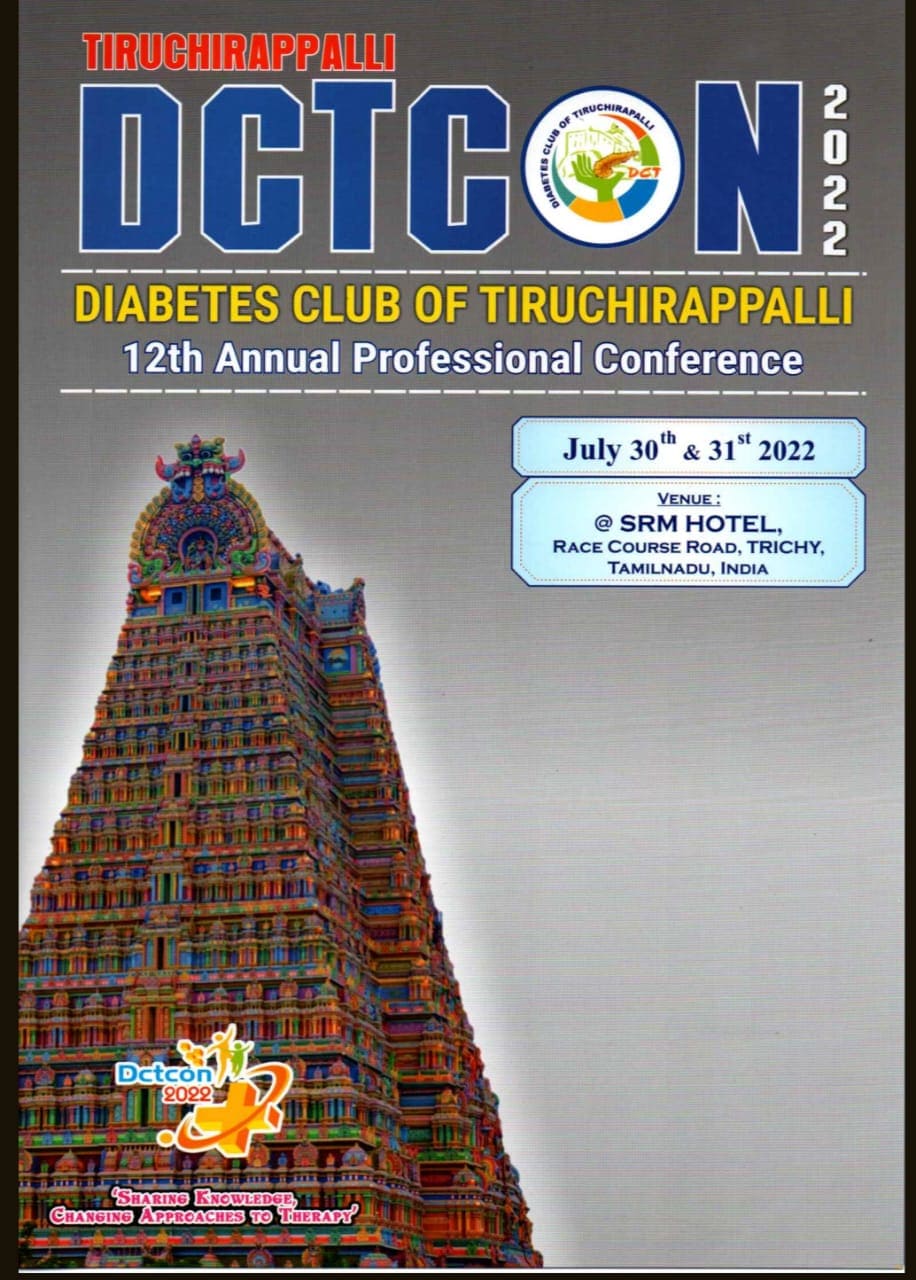 TIRUCHIRAPPALLI
DCTCON 2022
DIABETES CLUB OF TIRUCHIRAPALLI
DCT
DIABETES CLUB OF TIRUCHIRAPPALLI
12th Annual Professional Conference
July 30th & 31st 2022
VENUE :
@ SRM HOTEL,
RACE COURSE ROAD, TRICHY,
TAMILNADU, INDIA
Dctcon
2022
'SHARING KNOWLEDGE,
CHANGING APPROACHES TO THERAPY'